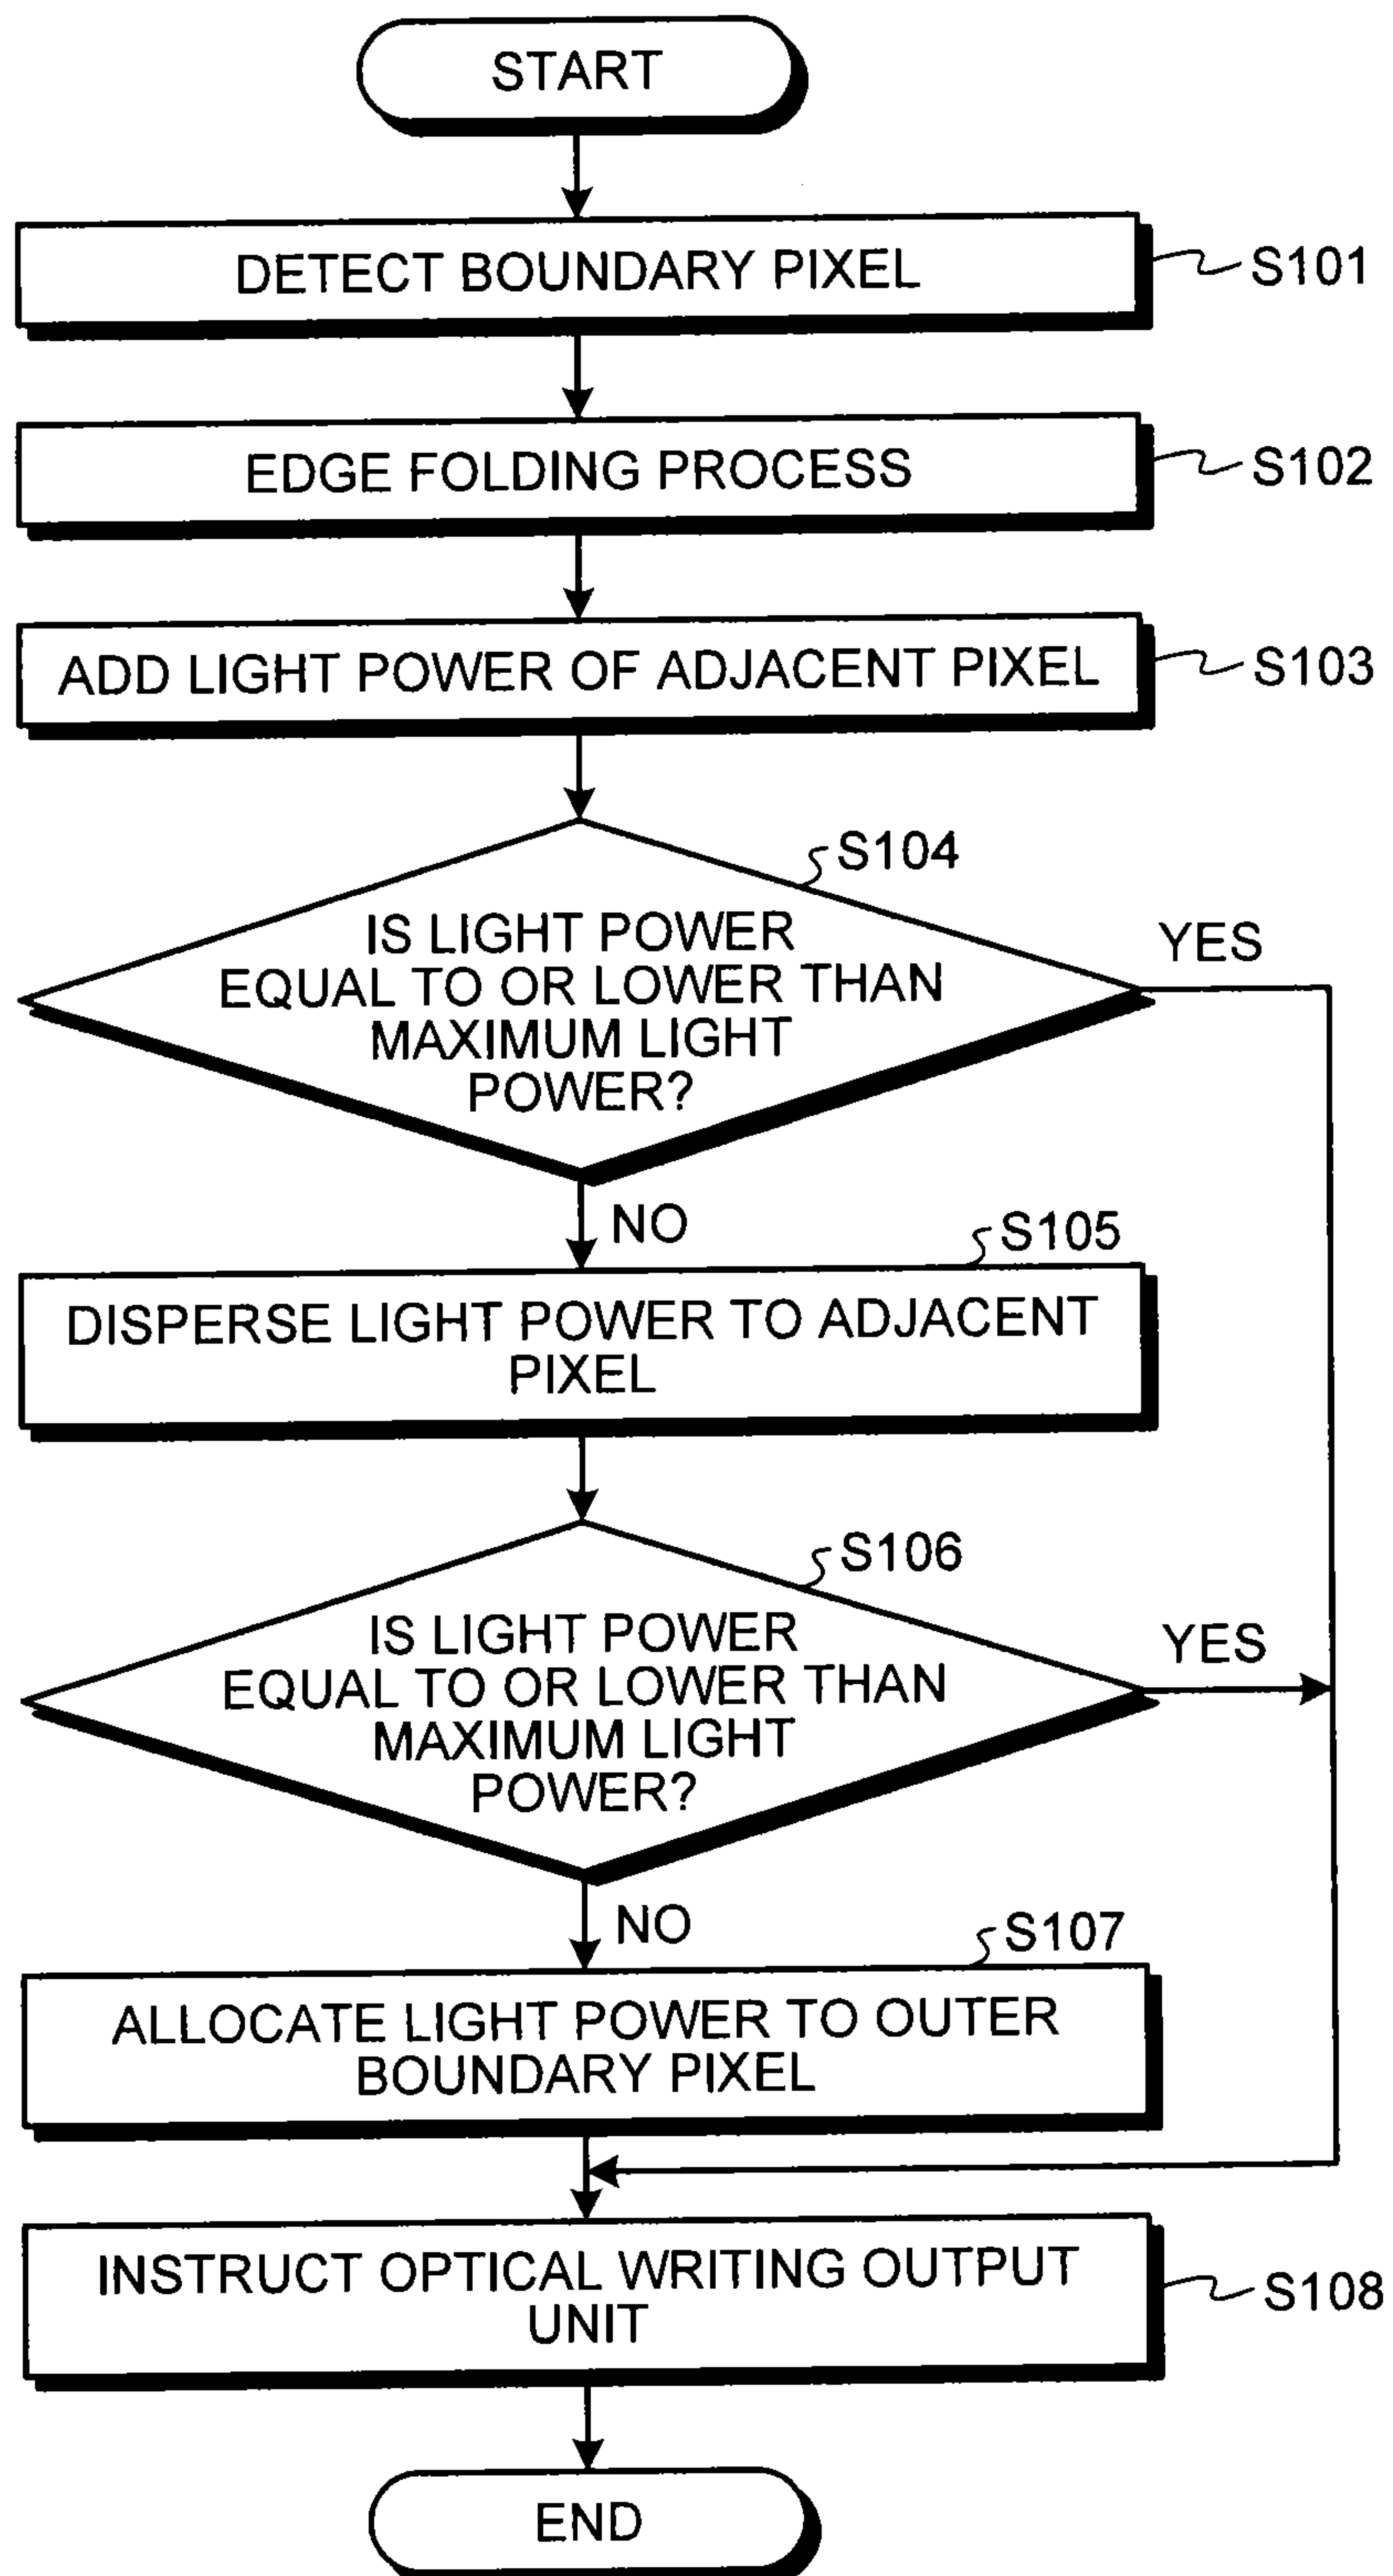 START
DETECT BOUNDARY PIXEL
S101
EDGE FOLDING PROCESS
S102
ADD LIGHT POWER OF ADJACENT PIXEL
S103
S104
IS LIGHT POWER
EQUAL TO OR LOWER THAN
MAXIMUM LIGHT
POWER?
YES
NO
S105
DISPERSE LIGHT POWER TO ADJACENT
PIXEL
S106
IS LIGHT POWER
EQUAL TO OR LOWER THAN
MAXIMUM LIGHT
POWER?
YES
NO
S107
ALLOCATE LIGHT POWER TO OUTER
BOUNDARY PIXEL
INSTRUCT OPTICAL WRITING OUTPUT
UNIT
S108
END